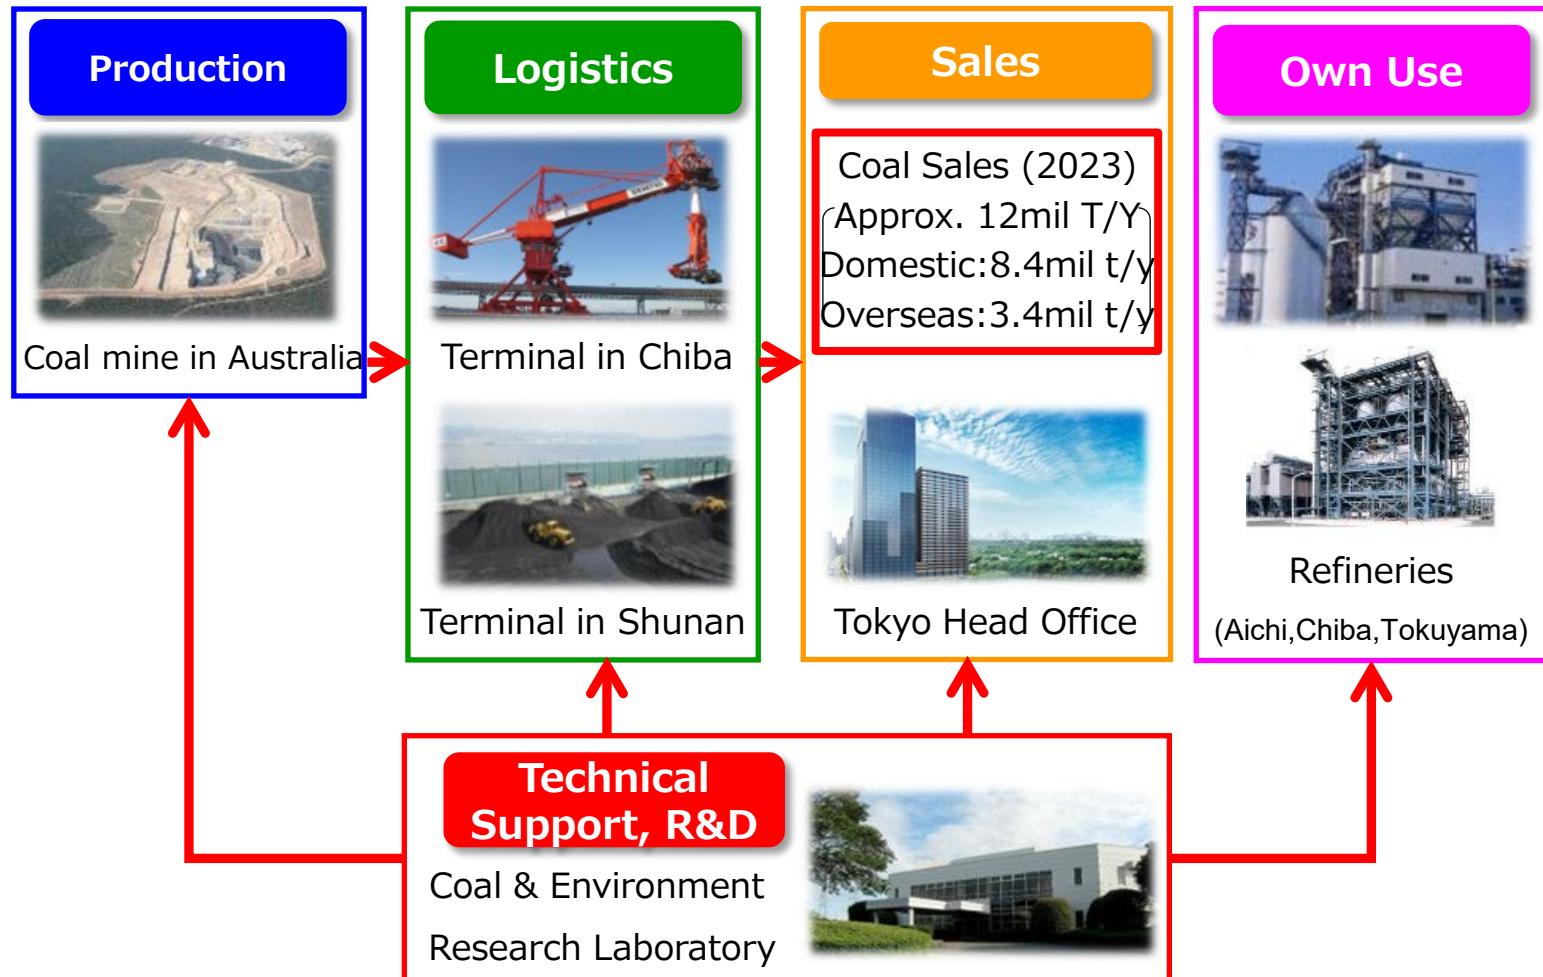 Production
Coal mine in Australia
Logistics
Terminal in Chiba
Terminal in Shunan
Sales
Coal Sales (2023)
Approx. 12mil T/Y
Domestic:8.4mil t/y
Overseas:3.4mil t/y
Tokyo Head Office
Own Use
Refineries
(Aichi,Chiba,Tokuyama)
Technical
Support, R&D
Coal & Environment
Research Laboratory